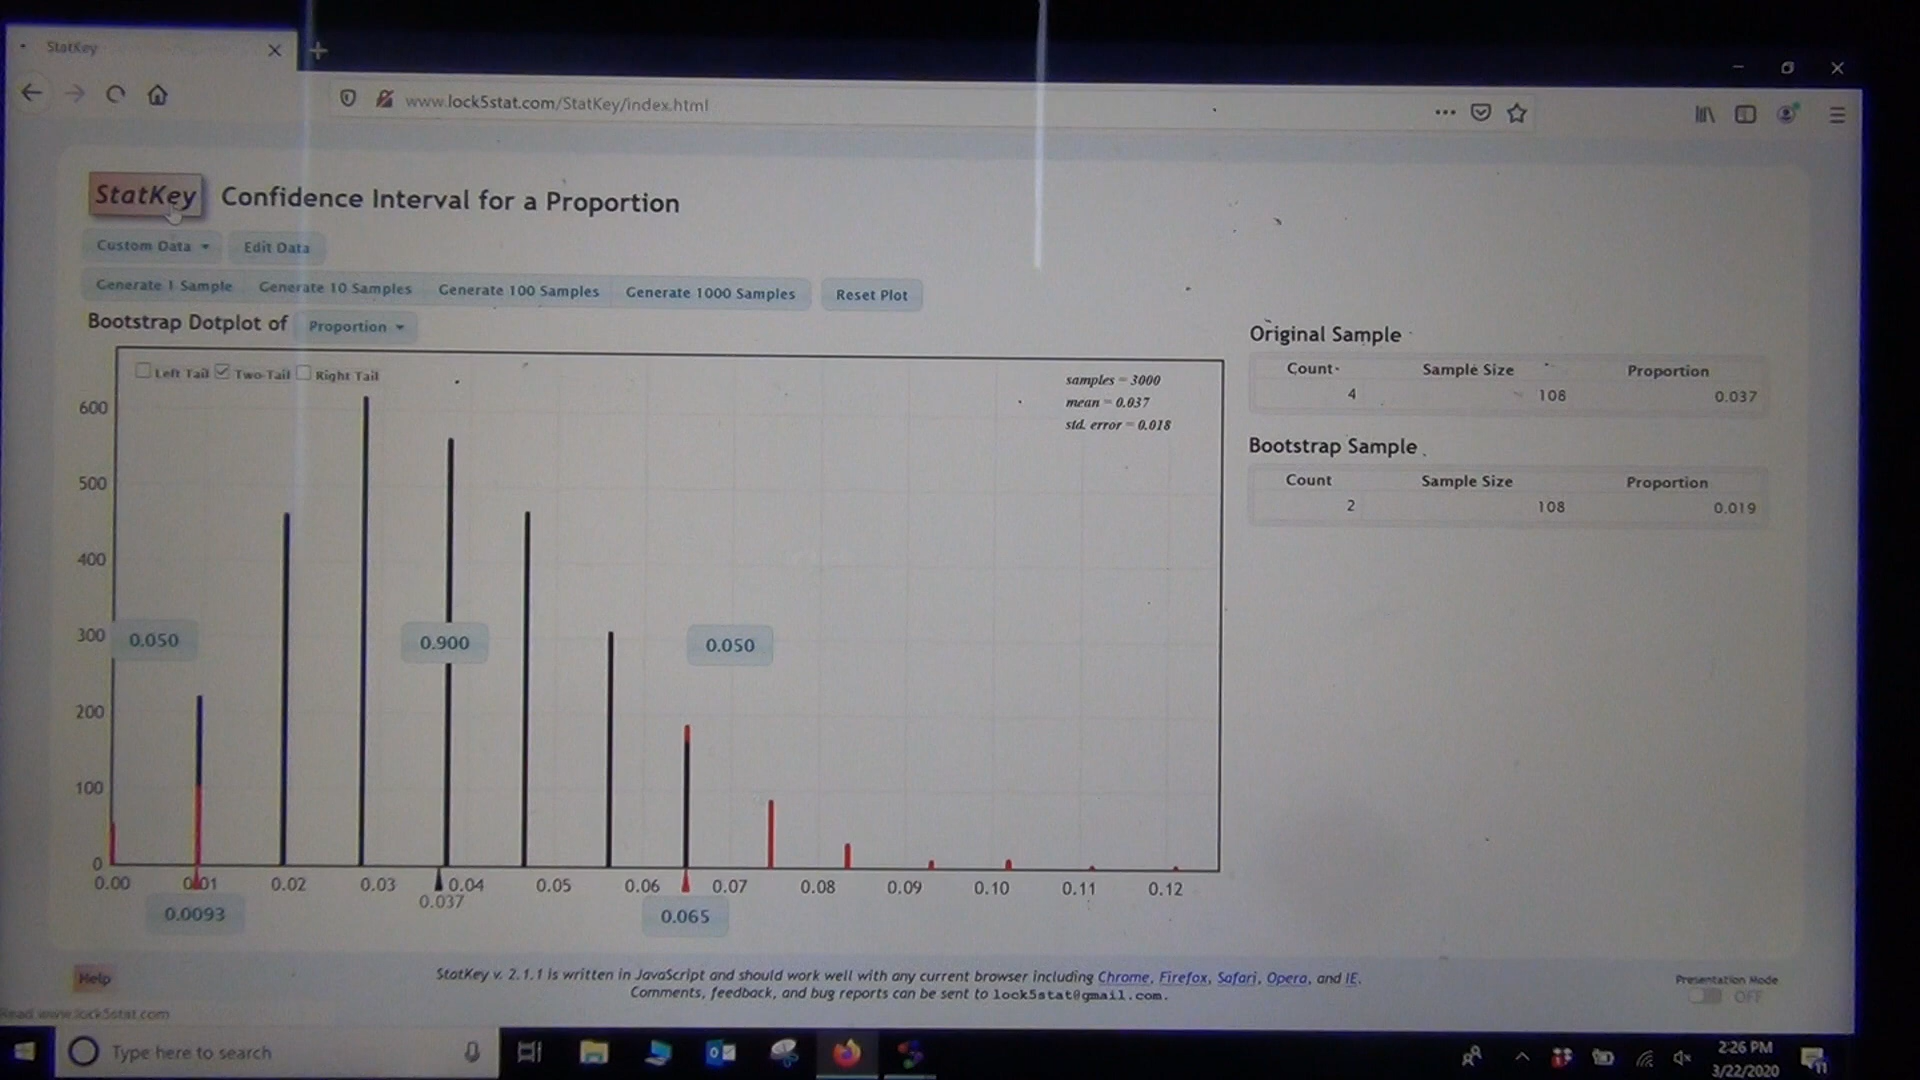 StatKey
www.lock5stat.com/StatKey/index.html
StatKey Confidence Interval for a Proportion
Custom Data Edit Data
Generate 1 Sample Generate 10 Samples Generate 100 Samples Generate 1000 Samples Reset Plot
Bootstrap Dotplot of Proportion
Left Tail Two-Tail Right Tail
samples = 3000
mean = 0.037
std. error = 0.018
600
500
400
300
200
100
0
0.050 0.900 0.050
0.00 0.01 0.02 0.03 0.04 0.05 0.06 0.07 0.08 0.09 0.10 0.11 0.12
0.037
0.0093 0.065
Original Sample
Count Sample Size Proportion
4 108 0.037
Bootstrap Sample
Count Sample Size Proportion
2 108 0.019
Help
StatKey v. 2.1.1 is written in JavaScript and should work well with any current browser including Chrome, Firefox, Safari, Opera, and IE.
Comments, feedback, and bug reports can be sent to lock5stat@gmail.com.
Presentation Mode
OFF
Read www.lock5stat.com
Type here to search
2:26 PM
3/22/2020
11